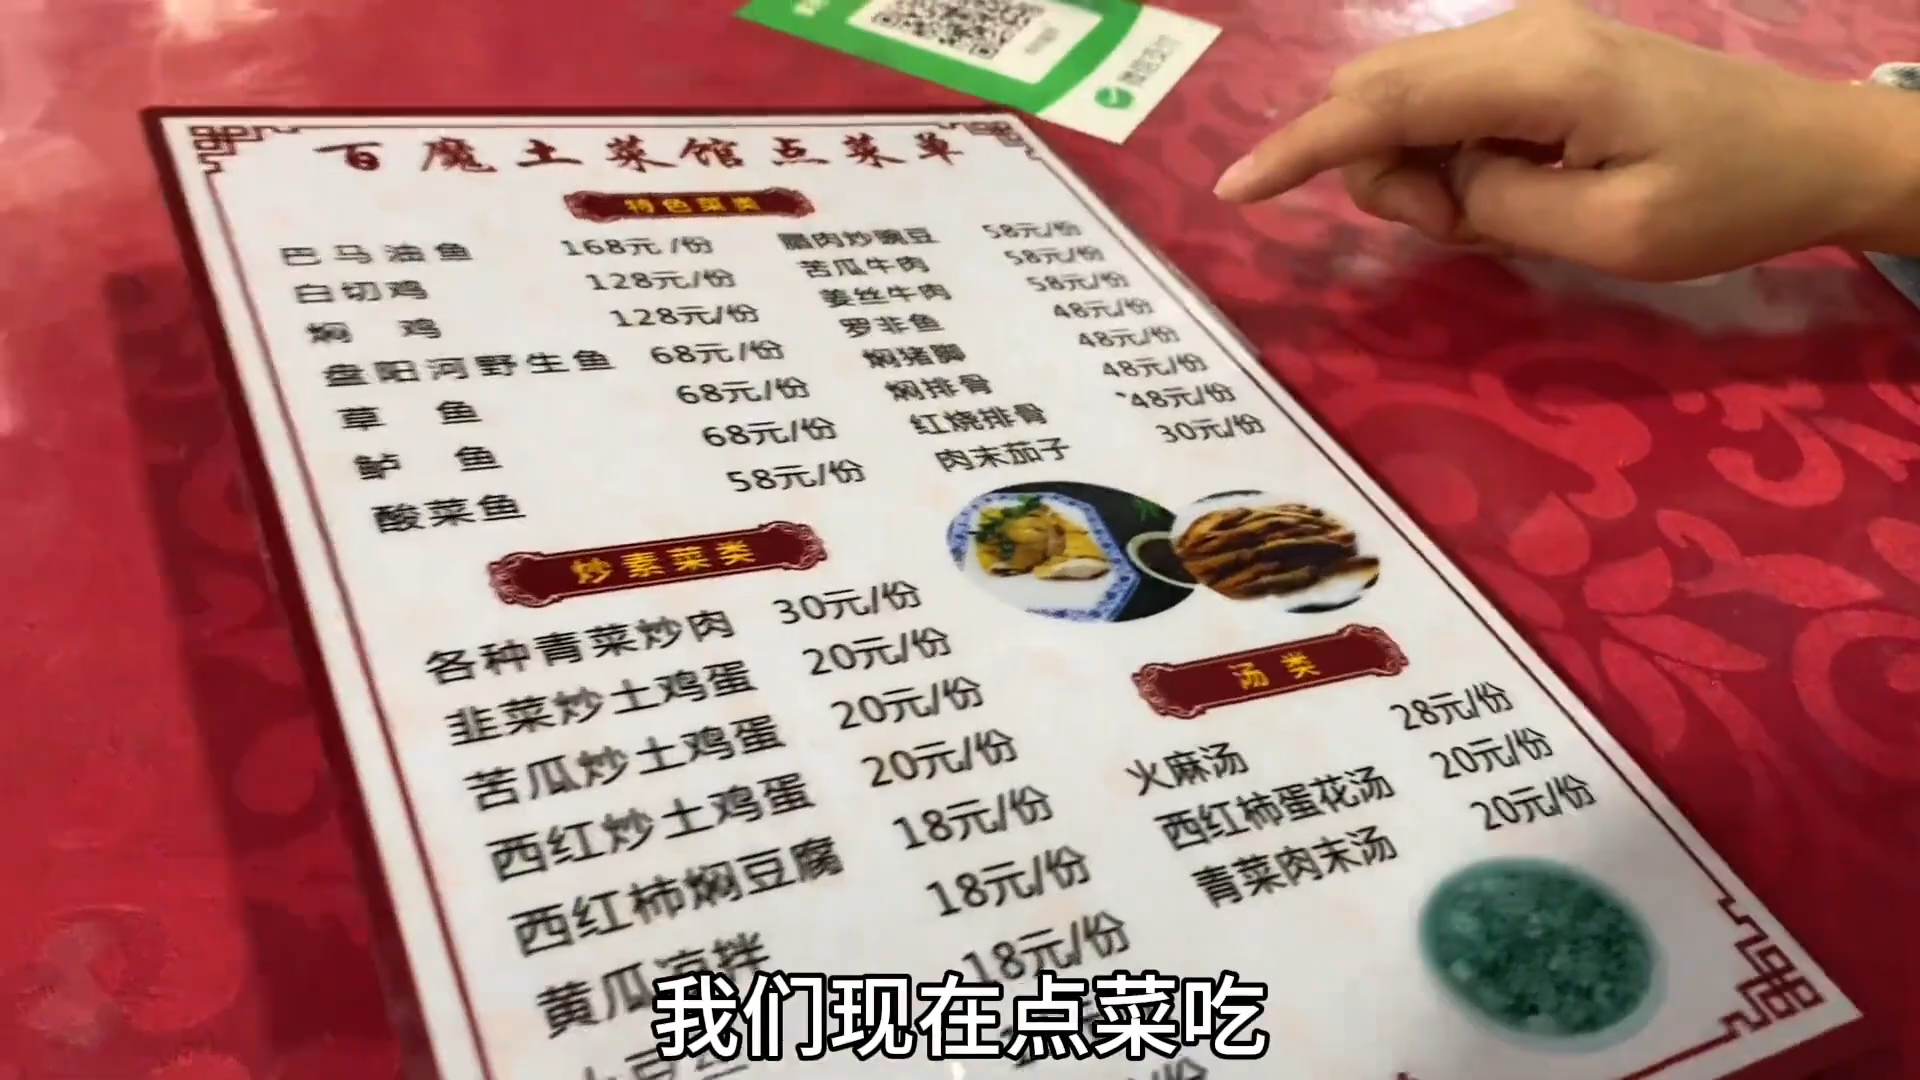 百魔土菜馆点菜单
特色菜类
巴马油鱼 168元/份
白切鸡 128元/份
焖鸡 128元/份
盘阳河野生鱼 68元/份
草鱼 68元/份
鲈鱼 68元/份
酸菜鱼 58元/份
腊肉炒豌豆 58元/份
苦瓜牛肉 58元/份
姜丝牛肉 58元/份
罗非鱼 48元/份
焖猪脚 48元/份
焖排骨 48元/份
红烧排骨 48元/份
肉末茄子 30元/份
炒素菜类
各种青菜炒肉 30元/份
韭菜炒土鸡蛋 20元/份
苦瓜炒土鸡蛋 20元/份
西红炒土鸡蛋 20元/份
西红柿焖豆腐 18元/份
黄瓜凉拌 18元/份
18元/份
汤类
火麻汤 28元/份
西红柿蛋花汤 20元/份
青菜肉末汤 20元/份
我们现在点菜吃